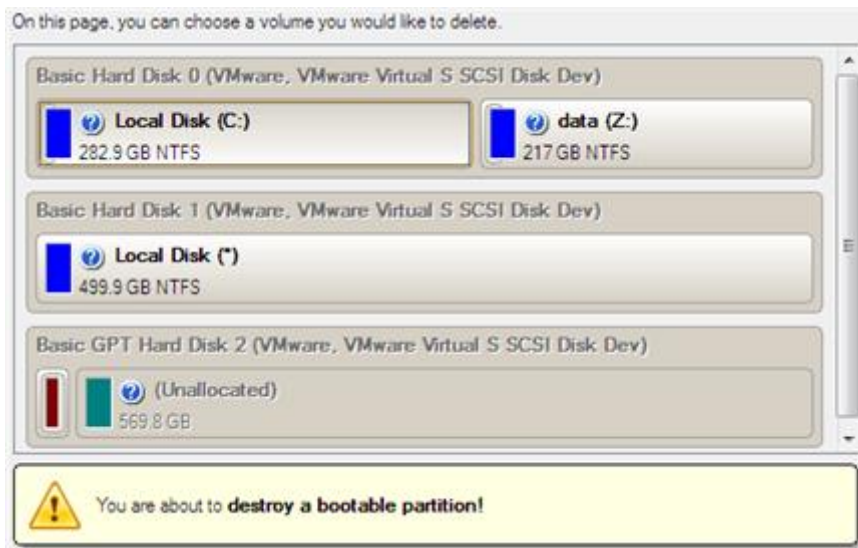 On this page, you can choose a volume you would like to delete.
Basic Hard Disk 0 (VMware, VMware Virtual S SCSI Disk Dev)
Local Disk (C:)
282.9 GB NTFS
data (Z:)
217 GB NTFS
Basic Hard Disk 1 (VMware, VMware Virtual S SCSI Disk Dev)
Local Disk (*)
499.9 GB NTFS
Basic GPT Hard Disk 2 (VMware, VMware Virtual S SCSI Disk Dev)
(Unallocated)
569.8 GB
You are about to destroy a bootable partition!